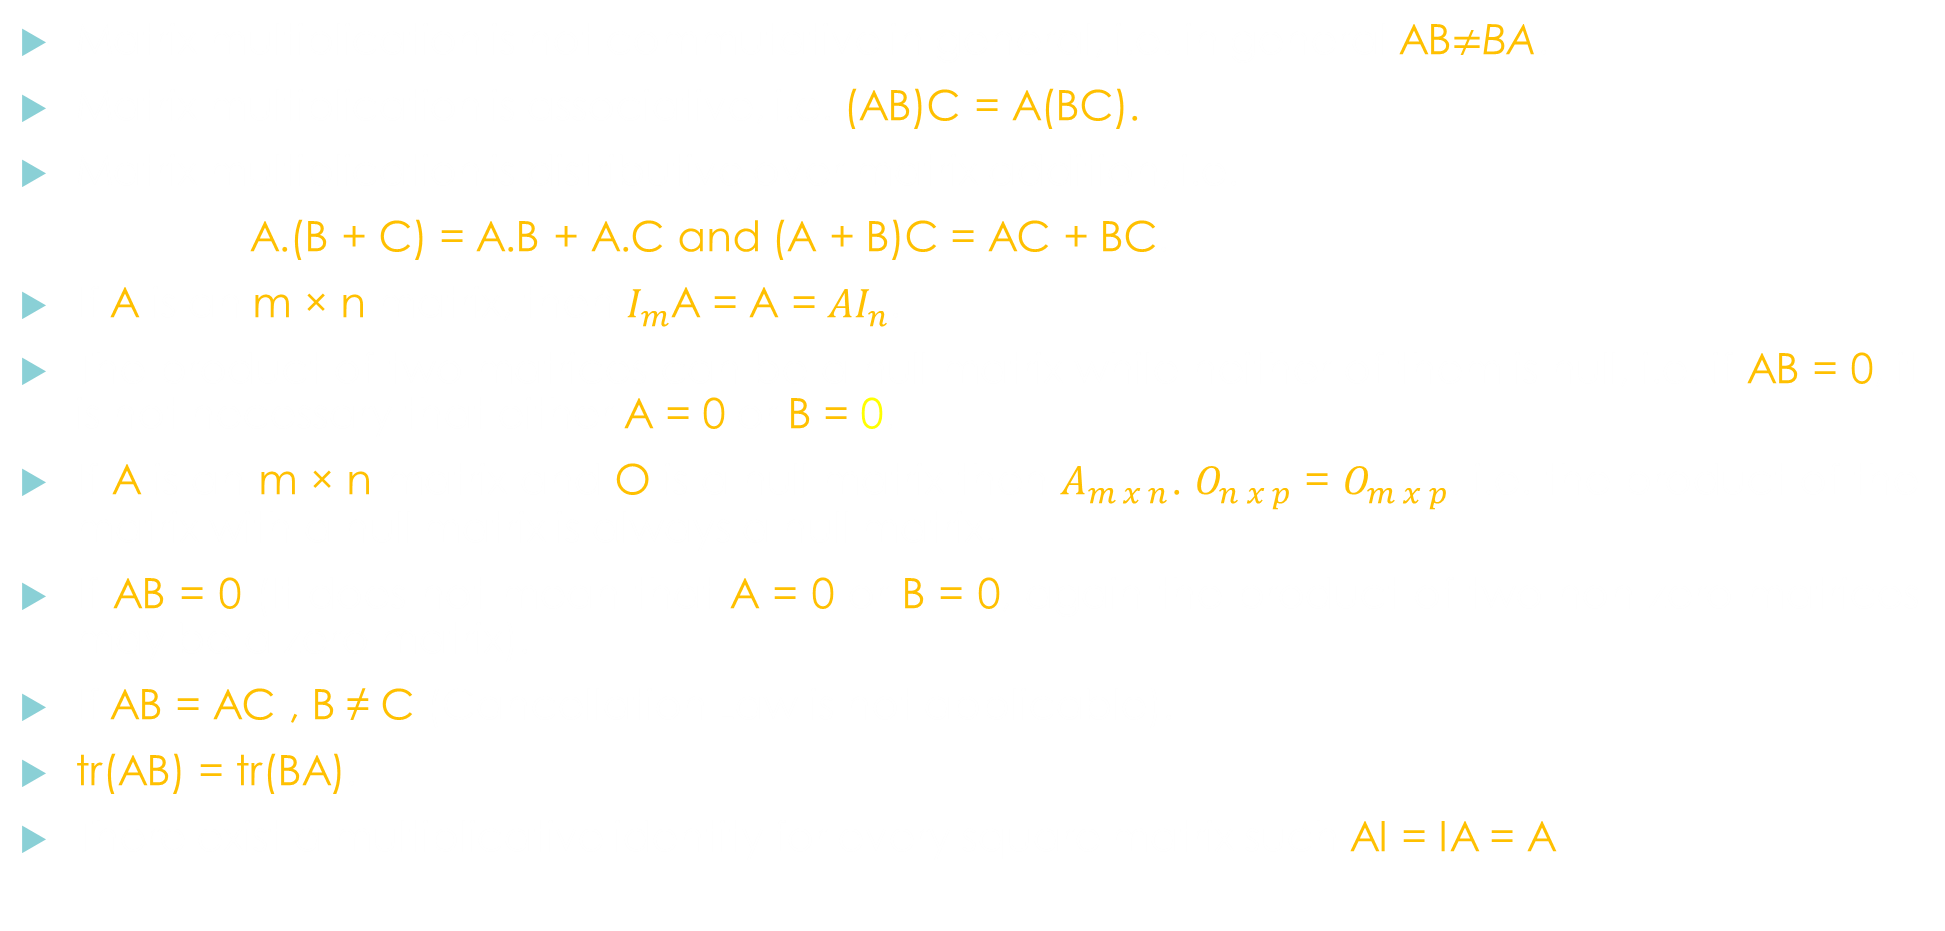 AB≠BA
(AB)C = A(BC).
A.(B + C) = A.B + A.C and (A + B)C = AC + BC
A m × n I_m A = A = AI_n
AB = 0
A = 0 B = 0
A m × n O A_{m x n}. O_{n x p} = O_{m x p}
AB = 0 A = 0 B = 0
AB = AC , B ≠ C
tr(AB) = tr(BA)
AI = IA = A